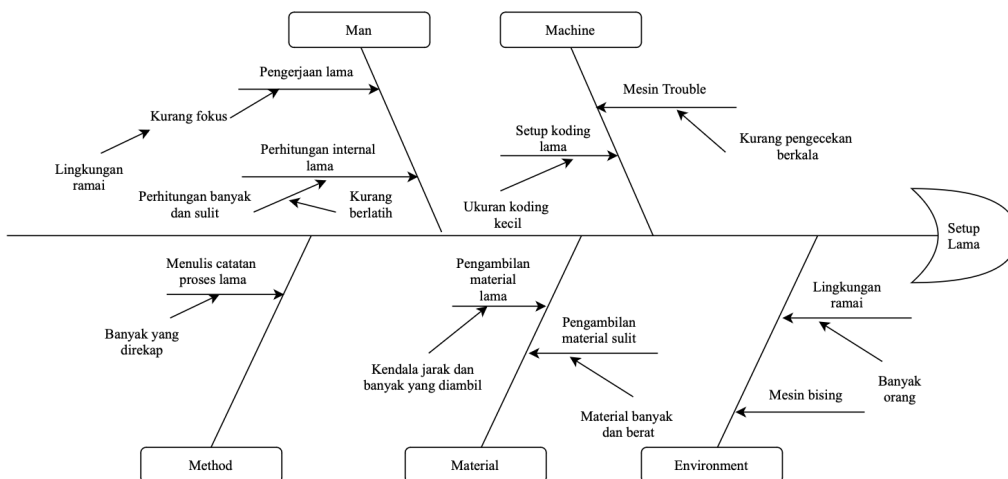 Man
Machine
Pengerjaan lama
Kurang fokus
Lingkungan
ramai
Perhitungan internal
lama
Perhitungan banyak
dan sulit
Kurang
berlatih
Mesin Trouble
Kurang pengecekan
berkala
Setup koding
lama
Ukuran koding
kecil
Setup
Lama
Menulis catatan
proses lama
Banyak yang
direkap
Pengambilan
material
lama
Kendala jarak dan
banyak yang diambil
Pengambilan
material sulit
Material banyak
dan berat
Lingkungan
ramai
Banyak
orang
Mesin bising
Method
Material
Environment